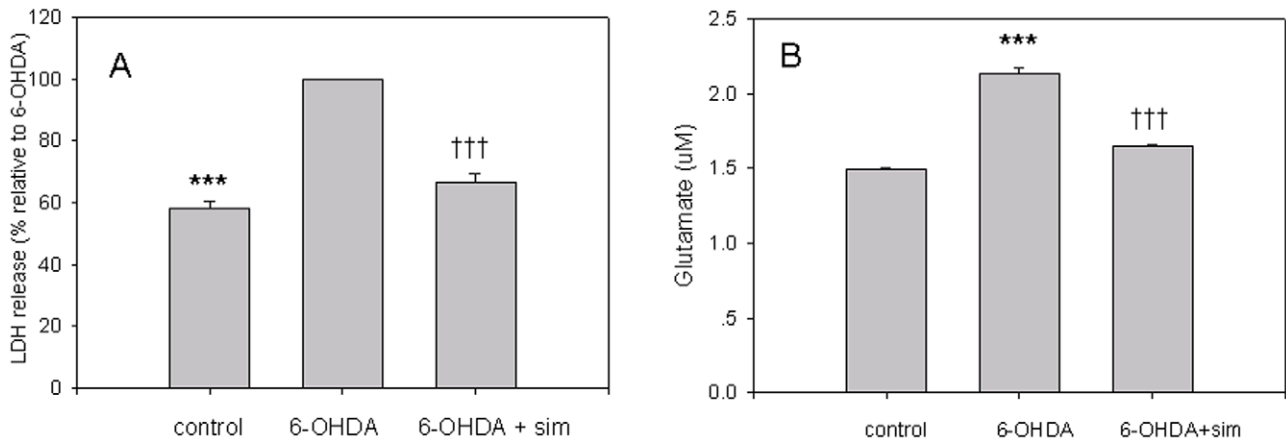 A
LDH release (% relative to 6-OHDA)
120
100
80
60
40
20
0
***
†††
control
6-OHDA
6-OHDA + sim
B
Glutamate (uM)
2.5
2.0
1.5
1.0
.5
0.0
***
†††
control
6-OHDA
6-OHDA+sim